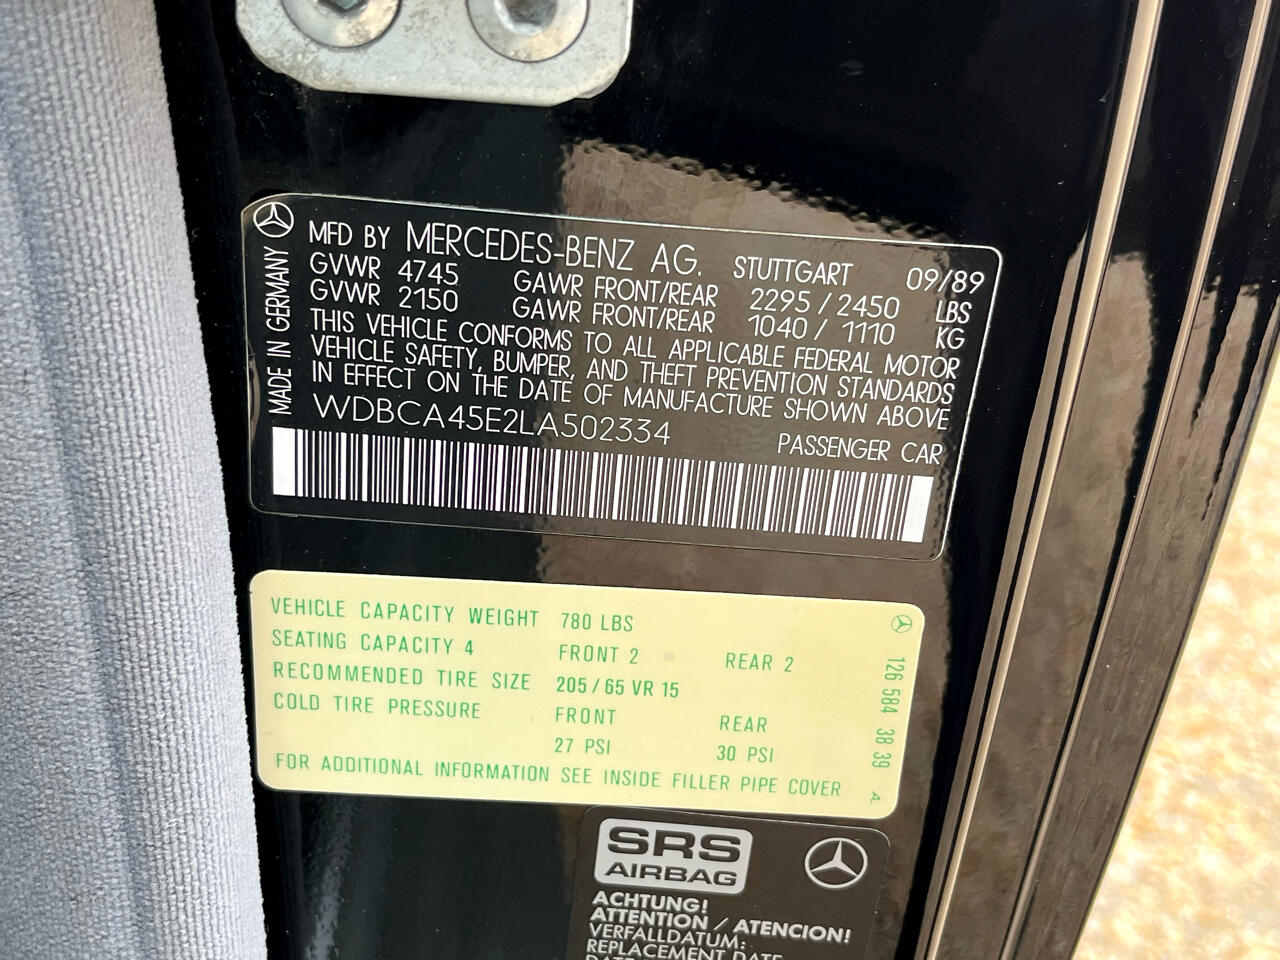 MADE IN GERMANY
MFD BY MERCEDES-BENZ AG. STUTTGART 09/89
GVWR 4745 GAWR FRONT/REAR 2295/2450 LBS
GVWR 2150 GAWR FRONT/REAR 1040/1110 KG
THIS VEHICLE CONFORMS TO ALL APPLICABLE FEDERAL MOTOR
VEHICLE SAFETY, BUMPER, AND THEFT PREVENTION STANDARDS
IN EFFECT ON THE DATE OF MANUFACTURE SHOWN ABOVE
WDBCA45E2LA502334 PASSENGER CAR
VEHICLE CAPACITY WEIGHT 780 LBS
SEATING CAPACITY 4 FRONT 2 REAR 2
RECOMMENDED TIRE SIZE 205/65 VR 15
COLD TIRE PRESSURE FRONT REAR
27 PSI 30 PSI
FOR ADDITIONAL INFORMATION SEE INSIDE FILLER PIPE COVER
126 584 38 39 A
SRS
AIRBAG
ACHTUNG!
ATTENTION / ATENCION!
VERFALLDATUM:
REPLACEMENT DATE